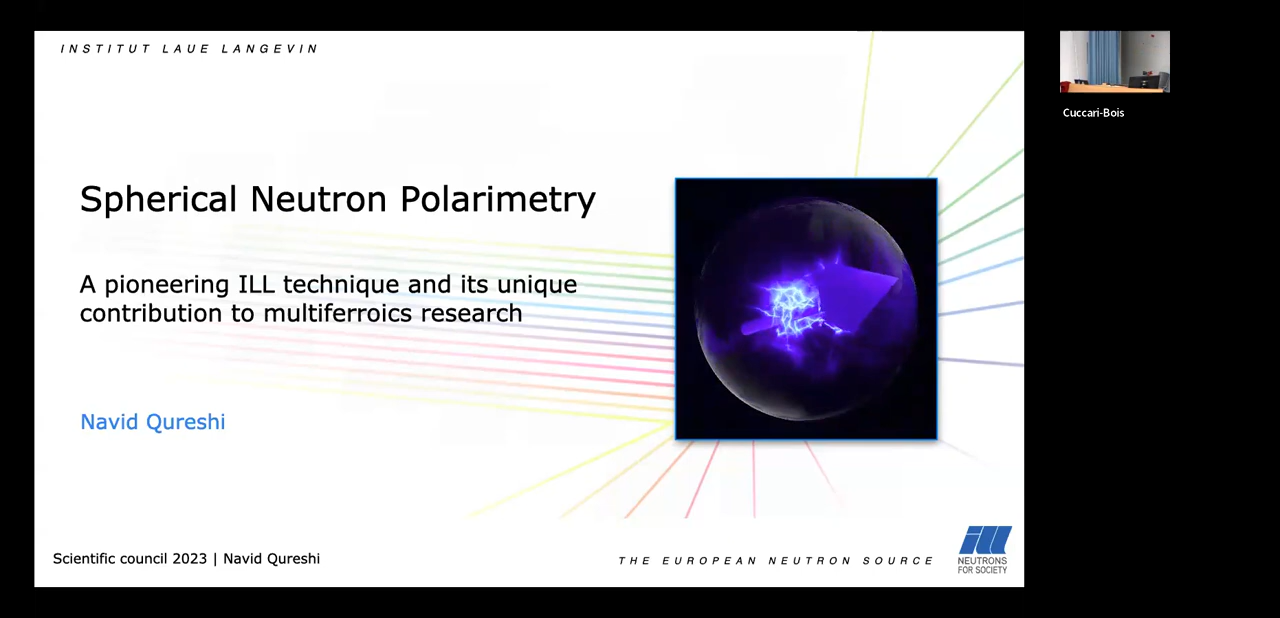 INSTITUT LAUE LANGEVIN
Cuccari-Bois
Spherical Neutron Polarimetry
A pioneering ILL technique and its unique
contribution to multiferroics research
Navid Qureshi
Scientific council 2023 | Navid Qureshi
THE EUROPEAN NEUTRON SOURCE
ill
NEUTRONS
FOR SOCIETY